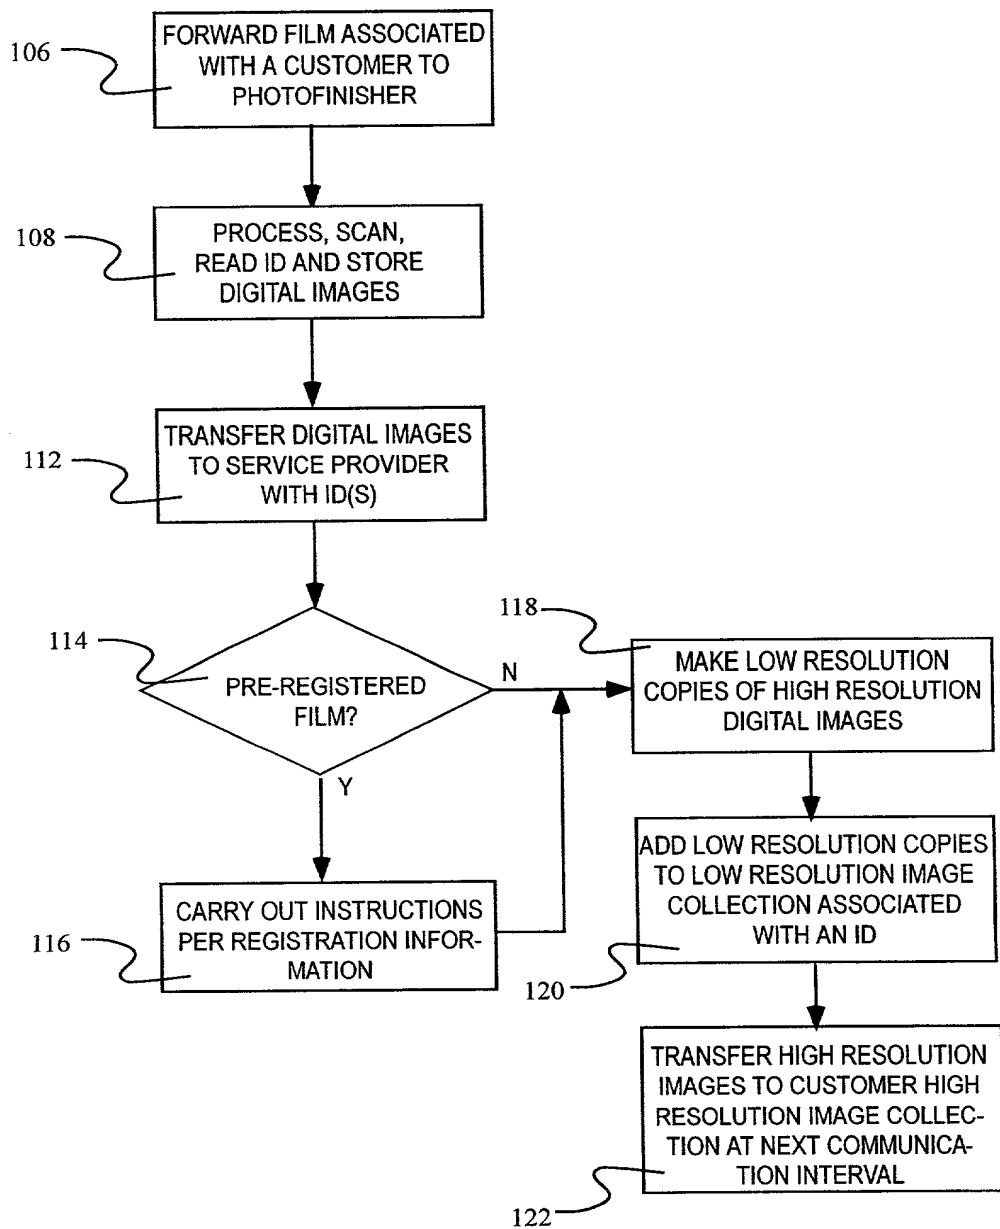 106
FORWARD FILM ASSOCIATED
WITH A CUSTOMER TO
PHOTOFINISHER
108
PROCESS, SCAN,
READ ID AND STORE
DIGITAL IMAGES
112
TRANSFER DIGITAL IMAGES
TO SERVICE PROVIDER
WITH ID(S)
114
PRE-REGISTERED
FILM?
N
Y
116
CARRY OUT INSTRUCTIONS
PER REGISTRATION INFOR-
MATION
118
MAKE LOW RESOLUTION
COPIES OF HIGH RESOLUTION
DIGITAL IMAGES
ADD LOW RESOLUTION COPIES
TO LOW RESOLUTION IMAGE
COLLECTION ASSOCIATED
WITH AN ID
120
TRANSFER HIGH RESOLUTION
IMAGES TO CUSTOMER HIGH
RESOLUTION IMAGE COLLEC-
TION AT NEXT COMMUNICA-
TION INTERVAL
122